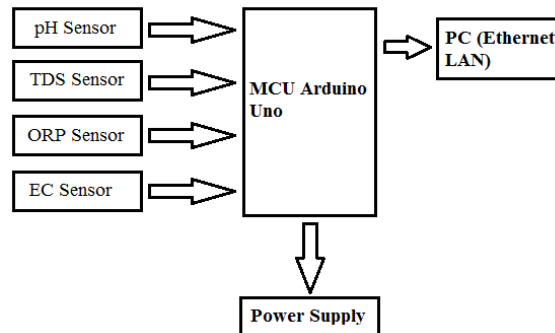 pH Sensor
TDS Sensor
ORP Sensor
EC Sensor
MCU Arduino
Uno
PC (Ethernet
LAN)
Power Supply